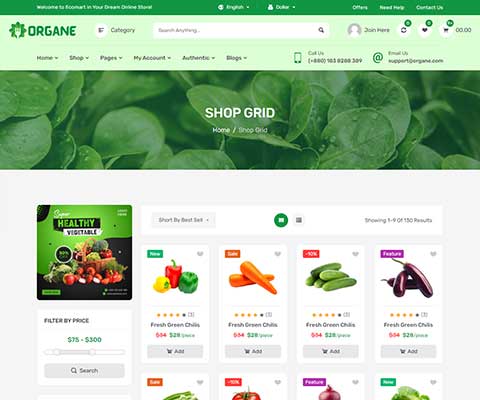 Welcome to Ecomart in Your Dream Online Store!
English
Dollar
Offers
Need Help
Contact Us
ORGANE
Category
Search Anything...
Join Here
0
0
9+
00.00
Home
Shop
Pages
My Account
Authentic
Blogs
Call Us
(+880) 183 8288 389
Email Us
support@organe.com
SHOP GRID
Home / Shop Grid
Super
HEALTHY
VEGETABLE
Short By Best Sell
Showing 1-9 Of 130 Results
New
Sale
-10%
Feature
(3)
(3)
(3)
(3)
Fresh Green Chilis
Fresh Green Chilis
Fresh Green Chilis
Fresh Green Chilis
$34 $28/piece
$34 $28/piece
$34 $28/piece
$34 $28/piece
Add
Add
Add
Add
FILTER BY PRICE
$75 - $300
Search
Sale
-10%
Feature
New